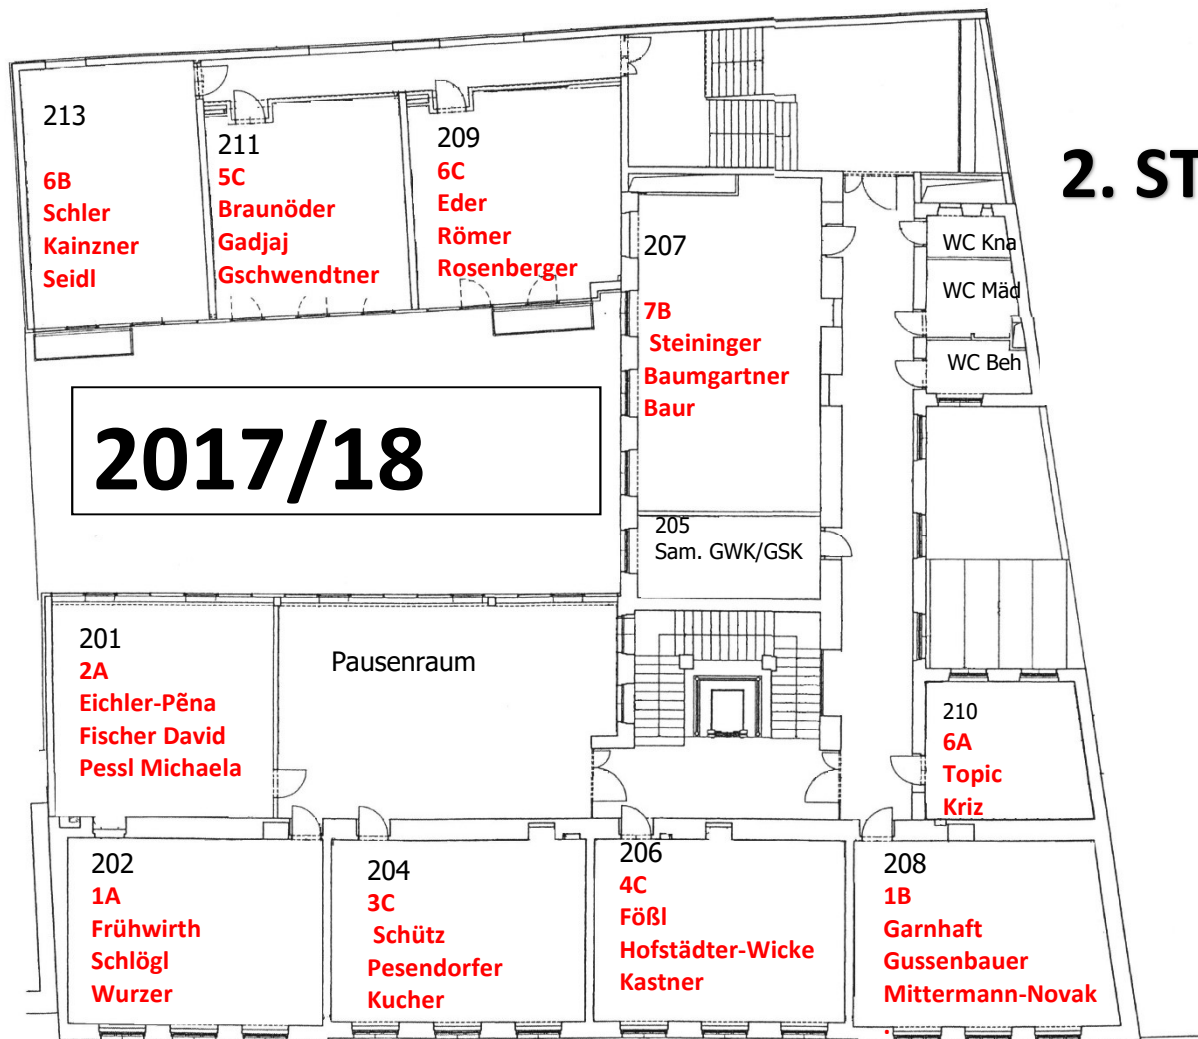 2. ST
213
6B
Schler
Kainzner
Seidl
211
5C
Braunöder
Gadjaj
Gschwendtner
209
6C
Eder
Römer
Rosenberger
207
7B
Steininger
Baumgartner
Baur
WC Kna
WC Mäd
WC Beh
2017/18
205
Sam. GWK/GSK
201
2A
Eichler-Pẽna
Fischer David
Pessl Michaela
Pausenraum
210
6A
Topic
Kriz
202
1A
Frühwirth
Schlögl
Wurzer
204
3C
Schütz
Pesendorfer
Kucher
206
4C
Fößl
Hofstädter-Wicke
Kastner
208
1B
Garnhaft
Gussenbauer
Mittermann-Novak